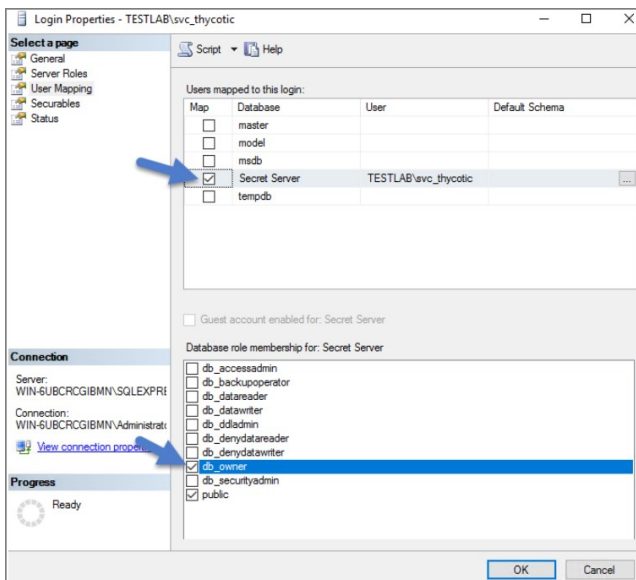 Login Properties - TESTLAB\svc_thycotic
Select a page
General
Server Roles
User Mapping
Securables
Status
Script
Help
Users mapped to this login:
Map Database User Default Schema
master
model
msdb
Secret Server TESTLAB\svc_thycotic ...
tempdb
Guest account enabled for: Secret Server
Database role membership for: Secret Server
db_accessadmin
db_backupoperator
db_datareader
db_datawriter
db_ddladmin
db_denydatareader
db_denydatawriter
db_owner
db_securityadmin
public
Connection
Server:
WIN-6UBCRCGIBMN\SQLEXPRE
Connection:
WIN-6UBCRCGIBMN\Administrat
View connection
Progress
Ready
OK Cancel